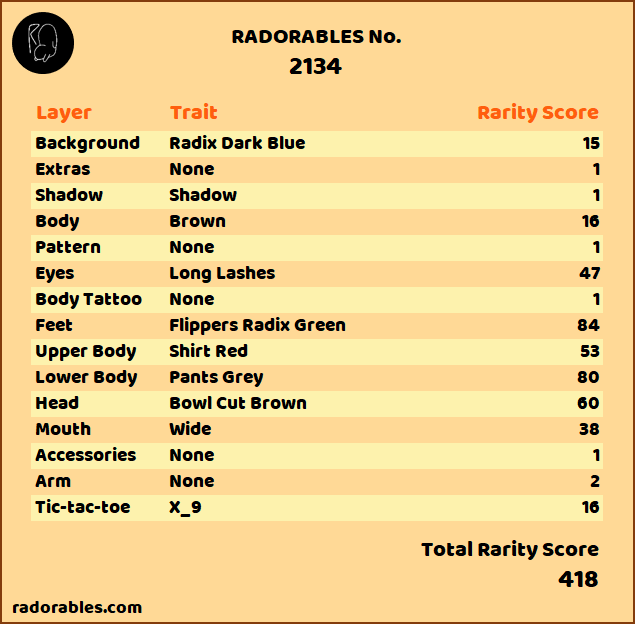 RADORABLES No.
2134
Layer Trait Rarity Score
Background Radix Dark Blue 15
Extras None 1
Shadow Shadow 1
Body Brown 16
Pattern None 1
Eyes Long Lashes 47
Body Tattoo None 1
Feet Flippers Radix Green 84
Upper Body Shirt Red 53
Lower Body Pants Grey 80
Head Bowl Cut Brown 60
Mouth Wide 38
Accessories None 1
Arm None 2
Tic-tac-toe X_9 16
Total Rarity Score
418
radorables.com